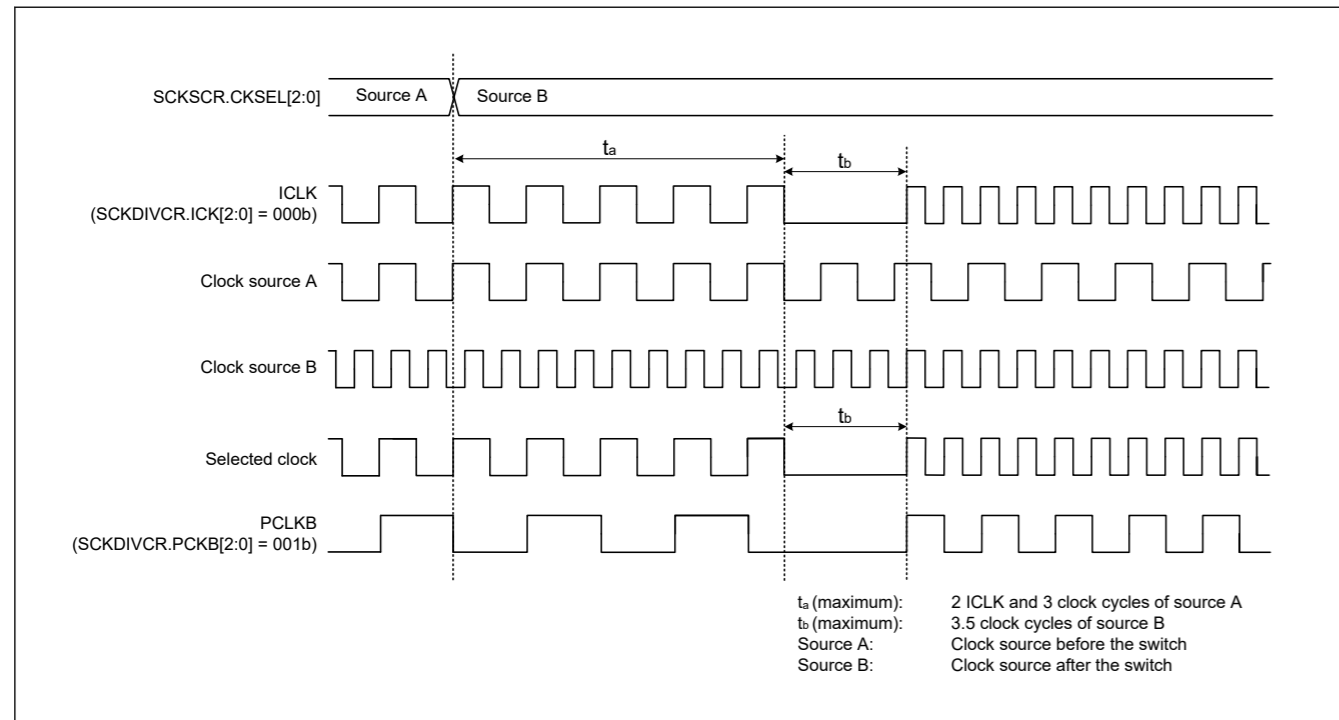 SCKSCR.CKSEL[2:0] Source A Source B
ta tb
ICLK
(SCKDIVCR.ICK[2:0] = 000b)
Clock source A
Clock source B
tb
Selected clock
PCLKB
(SCKDIVCR.PCKB[2:0] = 001b)
ta (maximum): 2 ICLK and 3 clock cycles of source A
tb (maximum): 3.5 clock cycles of source B
Source A: Clock source before the switch
Source B: Clock source after the switch